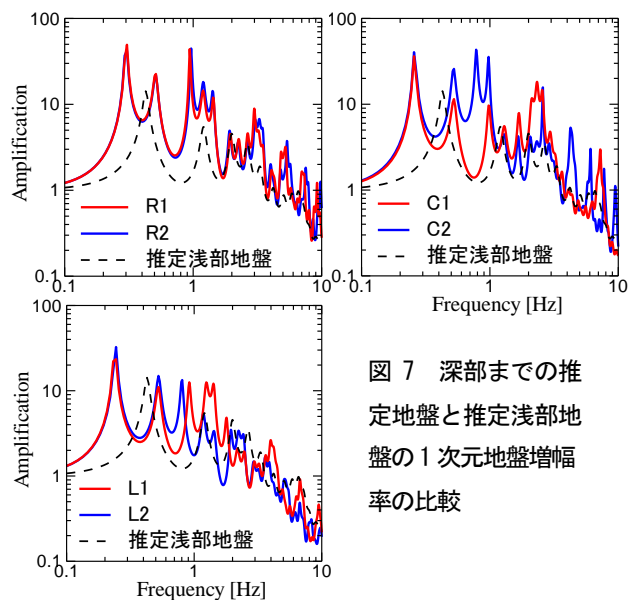 100
10
1
0.1
Amplification
R1
R2
推定浅部地盤
0.1
1
10
100
10
1
0.1
C1
C2
推定浅部地盤
0.1
1
10
Frequency [Hz]
100
10
1
0.1
Amplification
L1
L2
推定浅部地盤
0.1
1
10
Frequency [Hz]
図 7 深部までの推
定地盤と推定浅部地
盤の1次元地盤増幅
率の比較